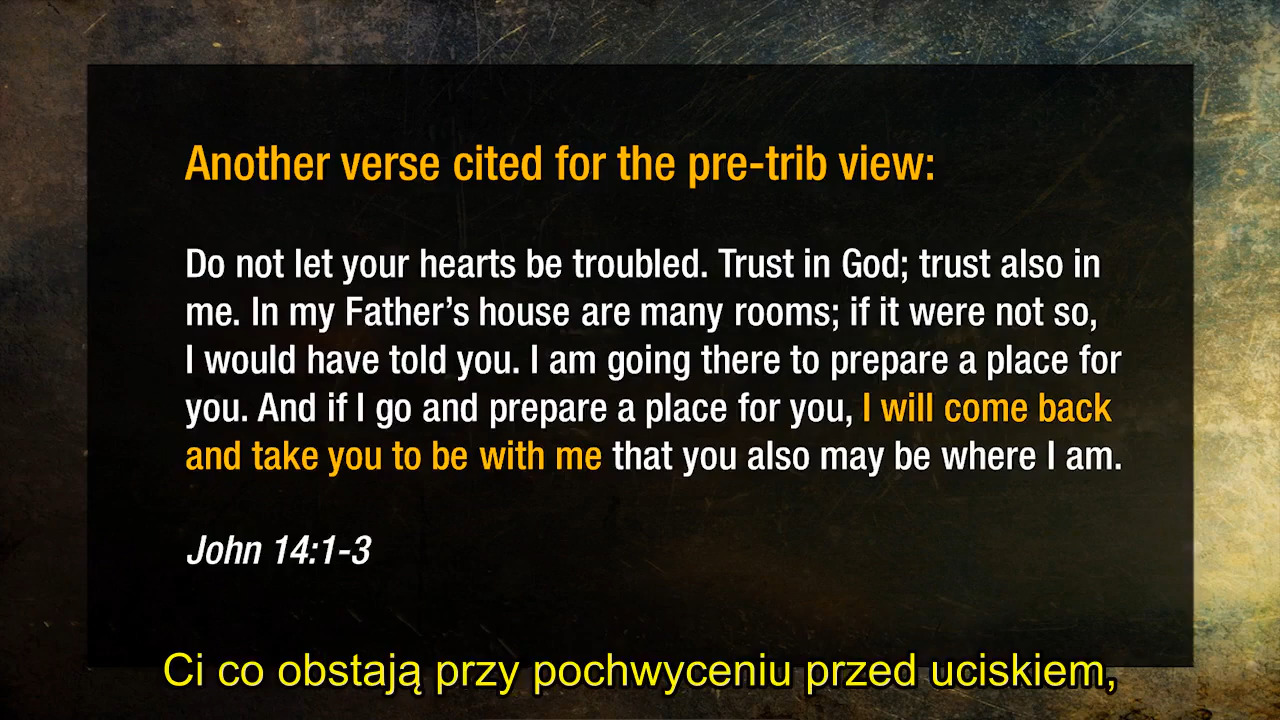 Another verse cited for the pre-trib view:
Do not let your hearts be troubled. Trust in God; trust also in
me. In my Father’s house are many rooms; if it were not so,
I would have told you. I am going there to prepare a place for
you. And if I go and prepare a place for you, I will come back
and take you to be with me that you also may be where I am.
John 14:1-3
Ci co obstają przy pochwyceniu przed uciskiem,